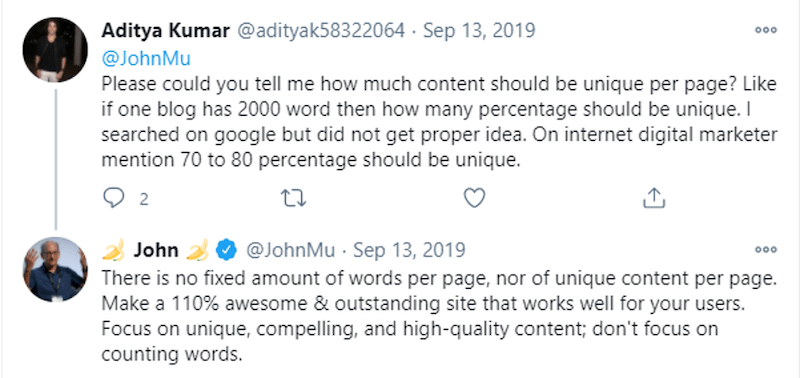 Aditya Kumar @adityak58322064 · Sep 13, 2019
@JohnMu
Please could you tell me how much content should be unique per page? Like
if one blog has 2000 word then how many percentage should be unique. I
searched on google but did not get proper idea. On internet digital marketer
mention 70 to 80 percentage should be unique.
2
🍌 John 🍌 @JohnMu · Sep 13, 2019
There is no fixed amount of words per page, nor of unique content per page.
Make a 110% awesome & outstanding site that works well for your users.
Focus on unique, compelling, and high-quality content; don't focus on
counting words.